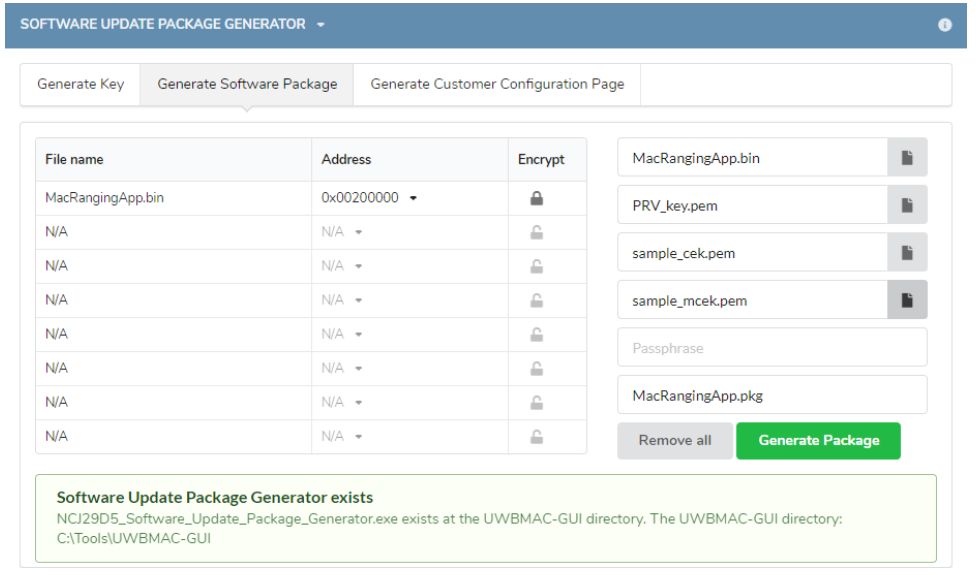 SOFTWARE UPDATE PACKAGE GENERATOR
Generate Key
Generate Software Package
Generate Customer Configuration Page
File name Address Encrypt
MacRangingApp.bin 0x00200000
N/A N/A
N/A N/A
N/A N/A
N/A N/A
N/A N/A
N/A N/A
N/A N/A
MacRangingApp.bin
PRV_key.pem
sample_cek.pem
sample_mcek.pem
Passphrase
MacRangingApp.pkg
Remove all
Generate Package
Software Update Package Generator exists
NCJ29D5_Software_Update_Package_Generator.exe exists at the UWBMAC-GUI directory. The UWBMAC-GUI directory:
C:\Tools\UWBMAC-GUI